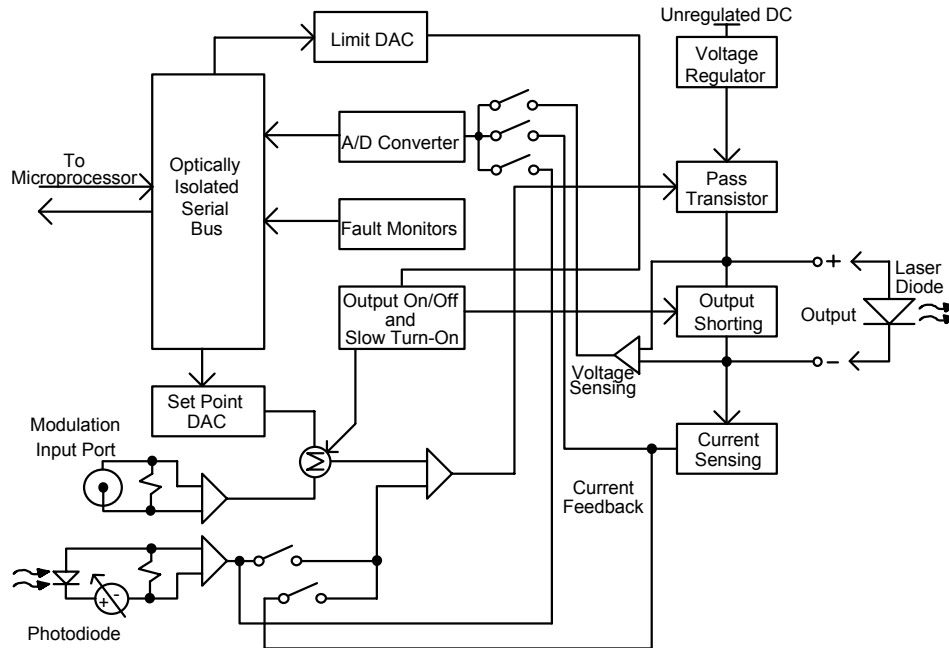 Unregulated DC
Limit DAC
Voltage
Regulator
A/D Converter
To
Microprocessor
Optically
Isolated
Serial
Bus
Pass
Transistor
Fault Monitors
+
Laser
Diode
Output On/Off
and
Slow Turn-On
Output
Shorting
Output
Voltage
Sensing
−
Set Point
DAC
Modulation
Input Port
Σ
Current
Sensing
Current
Feedback
+
-
Photodiode